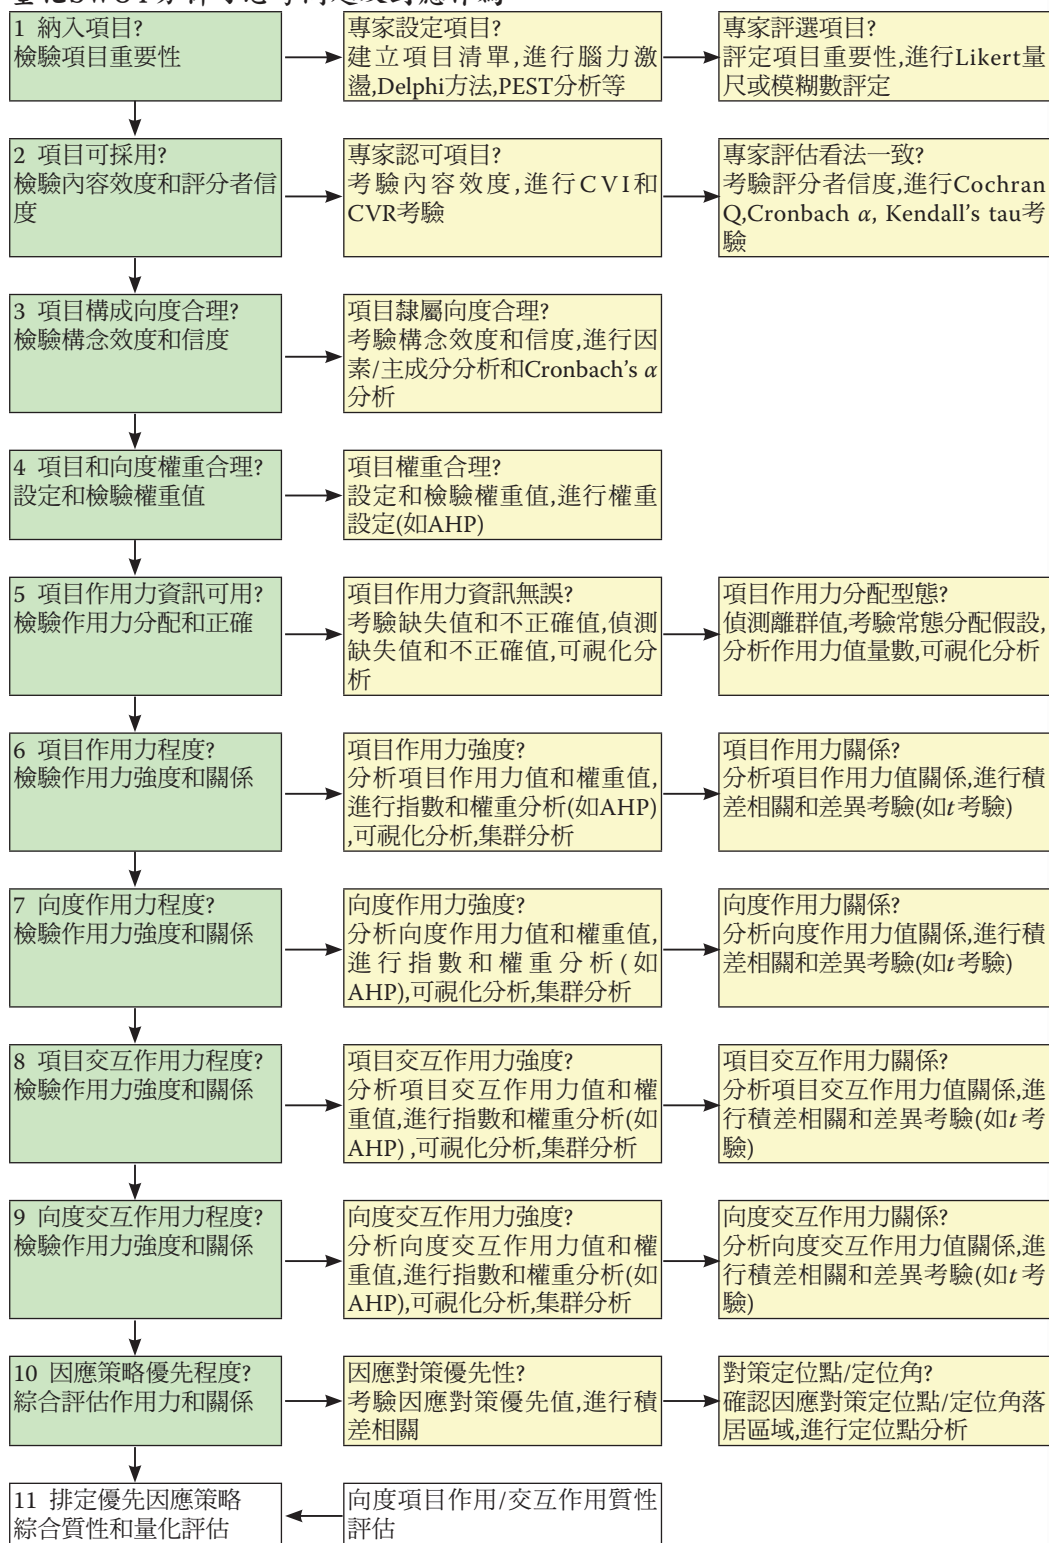 1 納入項目?
檢驗項目重要性
專家設定項目?
建立項目清單,進行腦力激
盪,Delphi方法,PEST分析等
專家評選項目?
評定項目重要性,進行Likert量
尺或模糊數評定
2 項目可採用?
檢驗內容效度和評分者信
度
專家認可項目?
考驗內容效度,進行CVI和
CVR考驗
專家評估看法一致?
考驗評分者信度,進行Cochran
Q,Cronbach α, Kendall's tau考
驗
3 項目構成向度合理?
檢驗構念效度和信度
項目隸屬向度合理?
考驗構念效度和信度,進行因
素/主成分分析和Cronbach's α
分析
4 項目和向度權重合理?
設定和檢驗權重值
項目權重合理?
設定和檢驗權重值,進行權重
設定(如AHP)
5 項目作用力資訊可用?
檢驗作用力分配和正確
項目作用力資訊無誤?
考驗缺失值和不正確值,偵測
缺失值和不正確值,可視化分
析
項目作用力分配型態?
偵測離群值,考驗常態分配假設,
分析作用力值量數,可視化分析
6 項目作用力程度?
檢驗作用力強度和關係
項目作用力強度?
分析項目作用力值和權重值,
進行指數和權重分析(如AHP)
,可視化分析,集群分析
項目作用力關係?
分析項目作用力值關係,進行積
差相關和差異考驗(如t考驗)
7 向度作用力程度?
檢驗作用力強度和關係
向度作用力強度?
分析向度作用力值和權重值,
進行指數和權重分析(如
AHP),可視化分析,集群分析
向度作用力關係?
分析向度作用力值關係,進行積
差相關和差異考驗(如t考驗)
8 項目交互作用力程度?
檢驗作用力強度和關係
項目交互作用力強度?
分析項目交互作用力值和權
重值,進行指數和權重分析(如
AHP) ,可視化分析,集群分析
項目交互作用力關係?
分析項目交互作用力值關係,進
行積差相關和差異考驗(如t考
驗)
9 向度交互作用力程度?
檢驗作用力強度和關係
向度交互作用力強度?
分析向度交互作用力值和權
重值,進行指數和權重分析(如
AHP),可視化分析,集群分析
向度交互作用力關係?
分析向度交互作用力值關係,進
行積差相關和差異考驗(如t考
驗)
10 因應策略優先程度?
綜合評估作用力和關係
因應對策優先性?
考驗因應對策優先值,進行積
差相關
對策定位點/定位角?
確認因應對策定位點/定位角落
居區域,進行定位點分析
11 排定優先因應策略
綜合質性和量化評估
向度項目作用/交互作用質性
評估